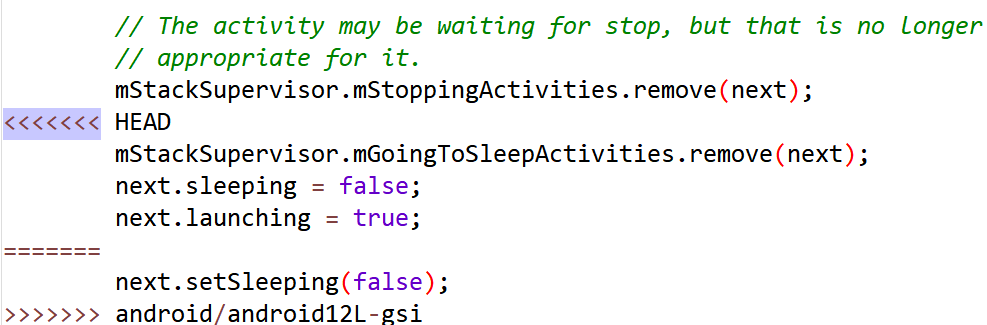 // The activity may be waiting for stop, but that is no longer
// appropriate for it.
mStackSupervisor.mStoppingActivities.remove(next);
<<<<<<< HEAD
mStackSupervisor.mGoingToSleepActivities.remove(next);
next.sleeping = false;
next.launching = true;
=======
next.setSleeping(false);
>>>>>>> android/android12L-gsi